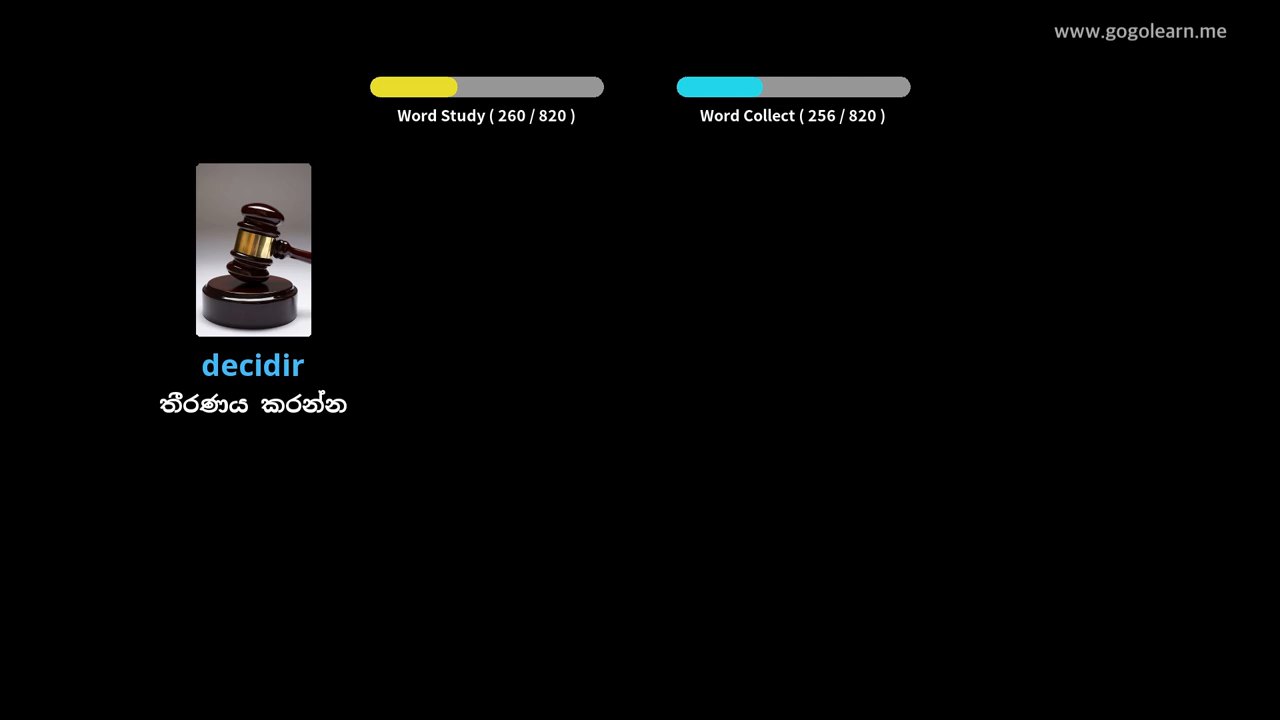 www.gogolearn.me
Word Study ( 260 / 820 )
Word Collect ( 256 / 820 )
decidir
තීරණය කරන්න